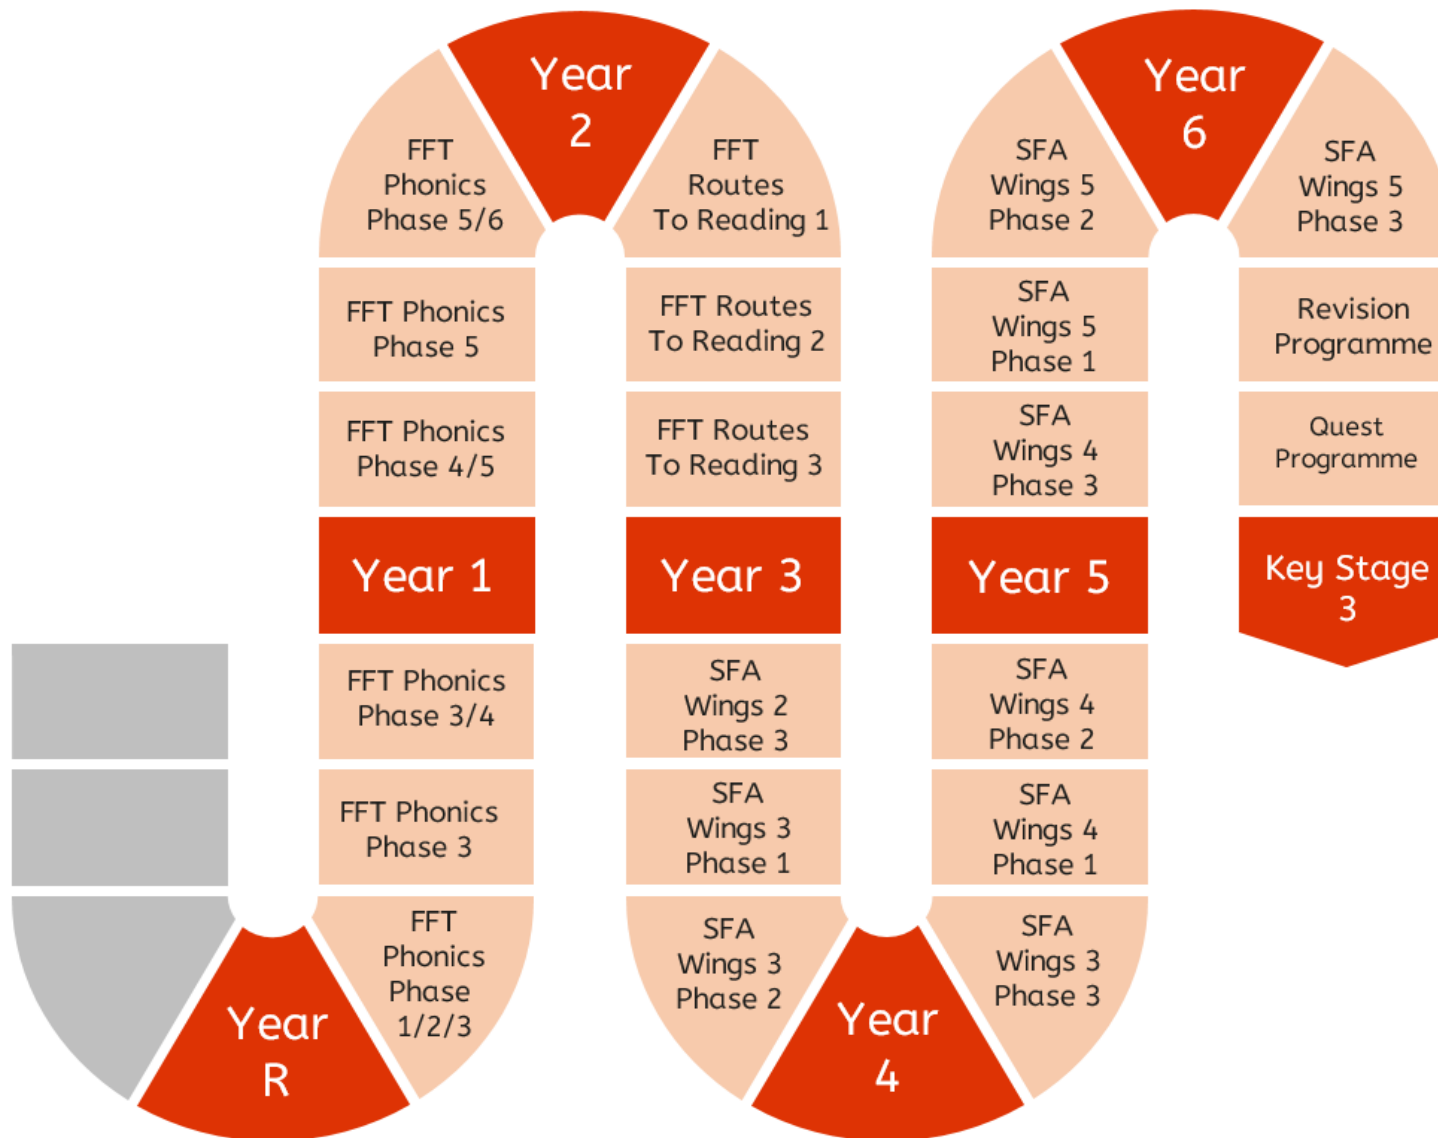 Year
R
FFT
Phonics
Phase
1/2/3
FFT Phonics
Phase 3
FFT Phonics
Phase 3/4
Year 1
FFT Phonics
Phase 4/5
FFT Phonics
Phase 5
FFT
Phonics
Phase 5/6
Year
2
FFT
Routes
To Reading 1
FFT Routes
To Reading 2
FFT Routes
To Reading 3
Year 3
SFA
Wings 2
Phase 3
SFA
Wings 3
Phase 1
SFA
Wings 3
Phase 2
Year
4
SFA
Wings 3
Phase 3
SFA
Wings 4
Phase 1
SFA
Wings 4
Phase 2
Year 5
SFA
Wings 4
Phase 3
SFA
Wings 5
Phase 1
SFA
Wings 5
Phase 2
Year
6
SFA
Wings 5
Phase 3
Revision
Programme
Quest
Programme
Key Stage
3